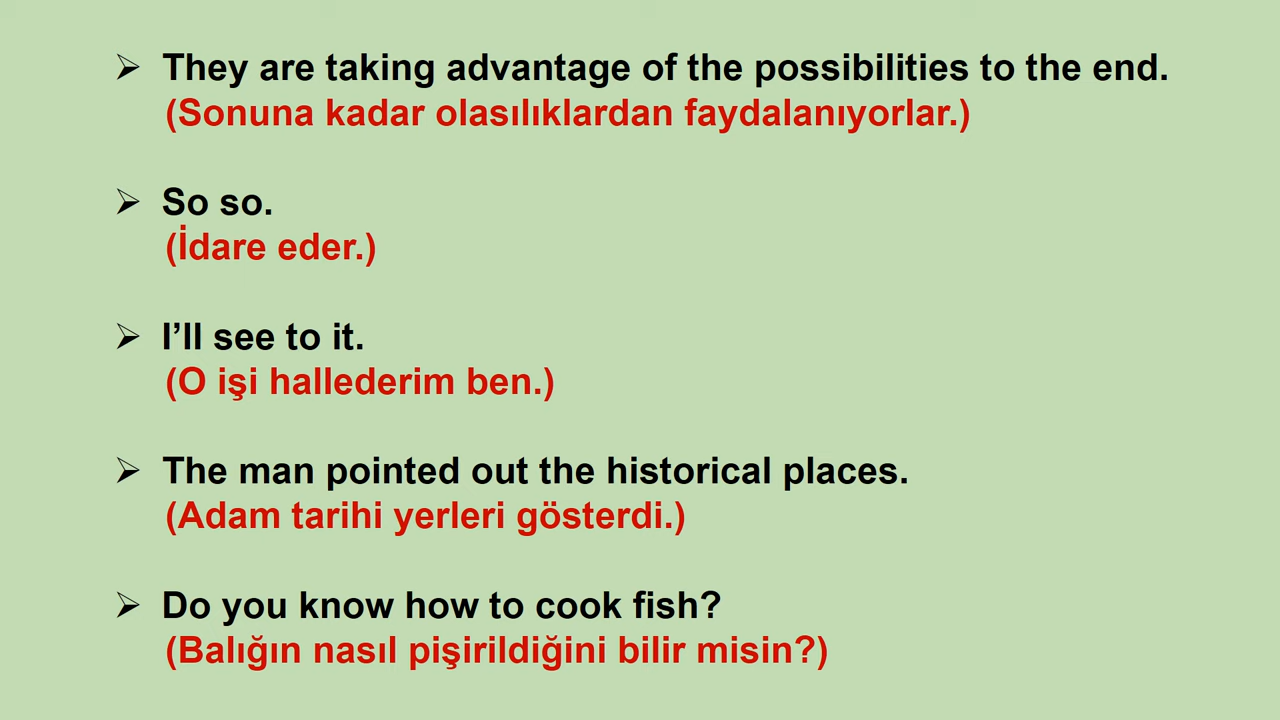 ➢ They are taking advantage of the possibilities to the end.
(Sonuna kadar olasılıklardan faydalanıyorlar.)
➢ So so.
(İdare eder.)
➢ I’ll see to it.
(O işi hallederim ben.)
➢ The man pointed out the historical places.
(Adam tarihi yerleri gösterdi.)
➢ Do you know how to cook fish?
(Balığın nasıl pişirildiğini bilir misin?)